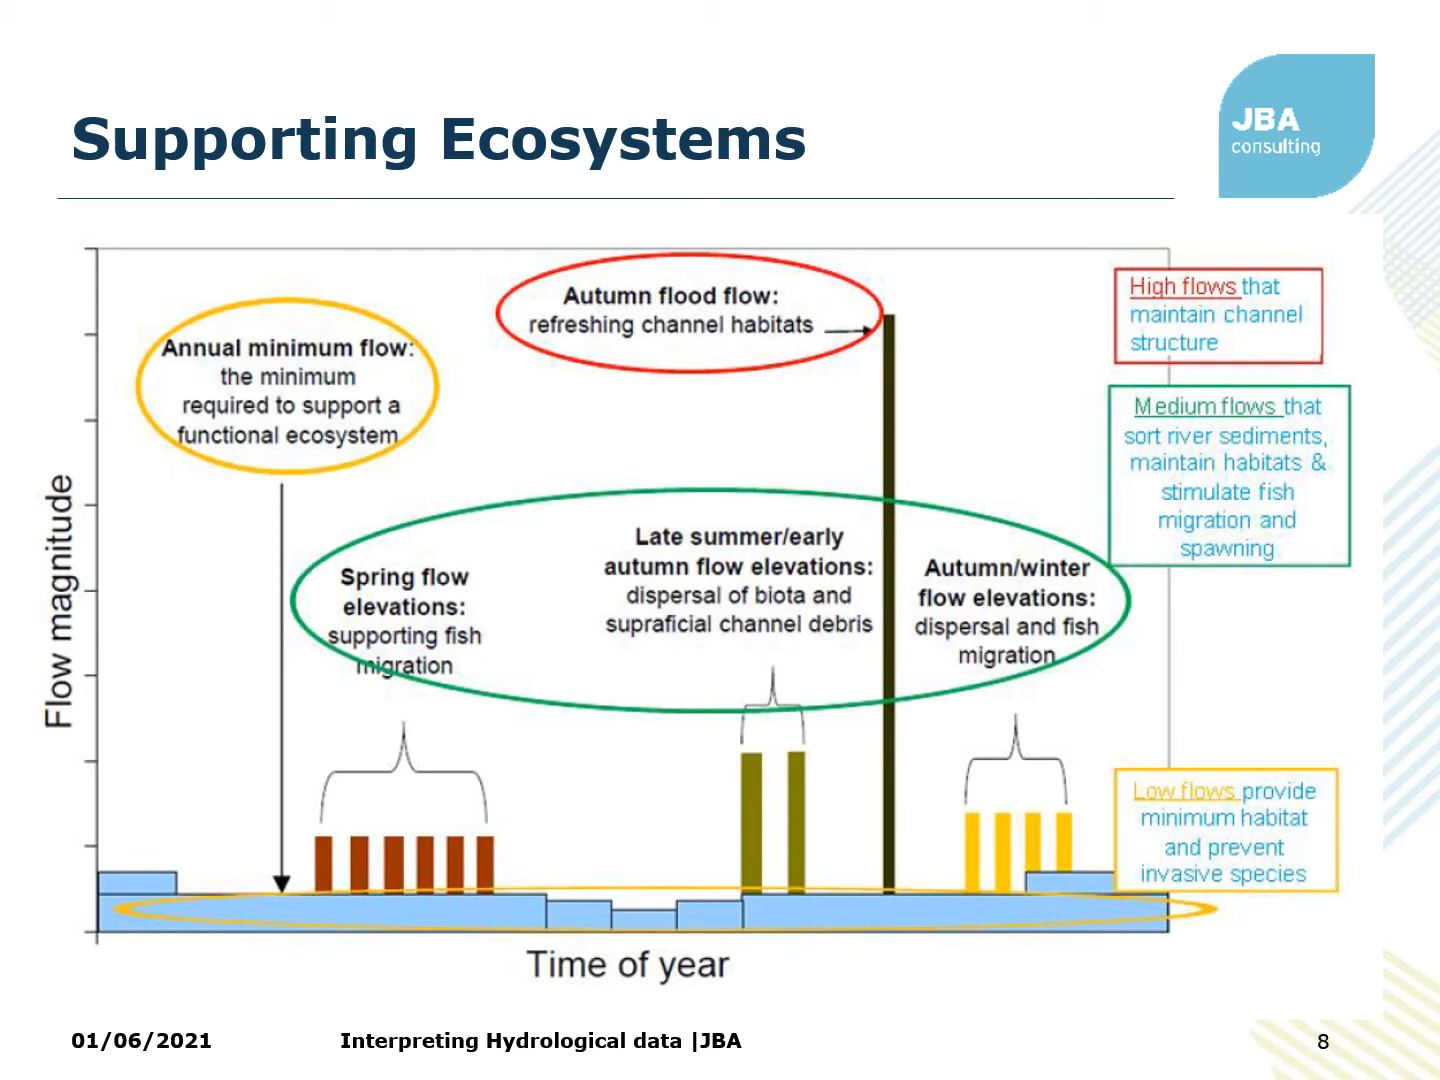 Supporting Ecosystems
JBA
consulting
Autumn flood flow:
refreshing channel habitats
Annual minimum flow:
the minimum
required to support a
functional ecosystem
High flows that
maintain channel
structure
Medium flows that
sort river sediments,
maintain habitats &
stimulate fish
migration and
spawning
Flow magnitude
Spring flow
elevations:
supporting fish
migration
Late summer/early
autumn flow elevations:
dispersal of biota and
supraficial channel debris
Autumn/winter
flow elevations:
dispersal and fish
migration
Low flows provide
minimum habitat
and prevent
invasive species
Time of year
01/06/2021
Interpreting Hydrological data |JBA
8